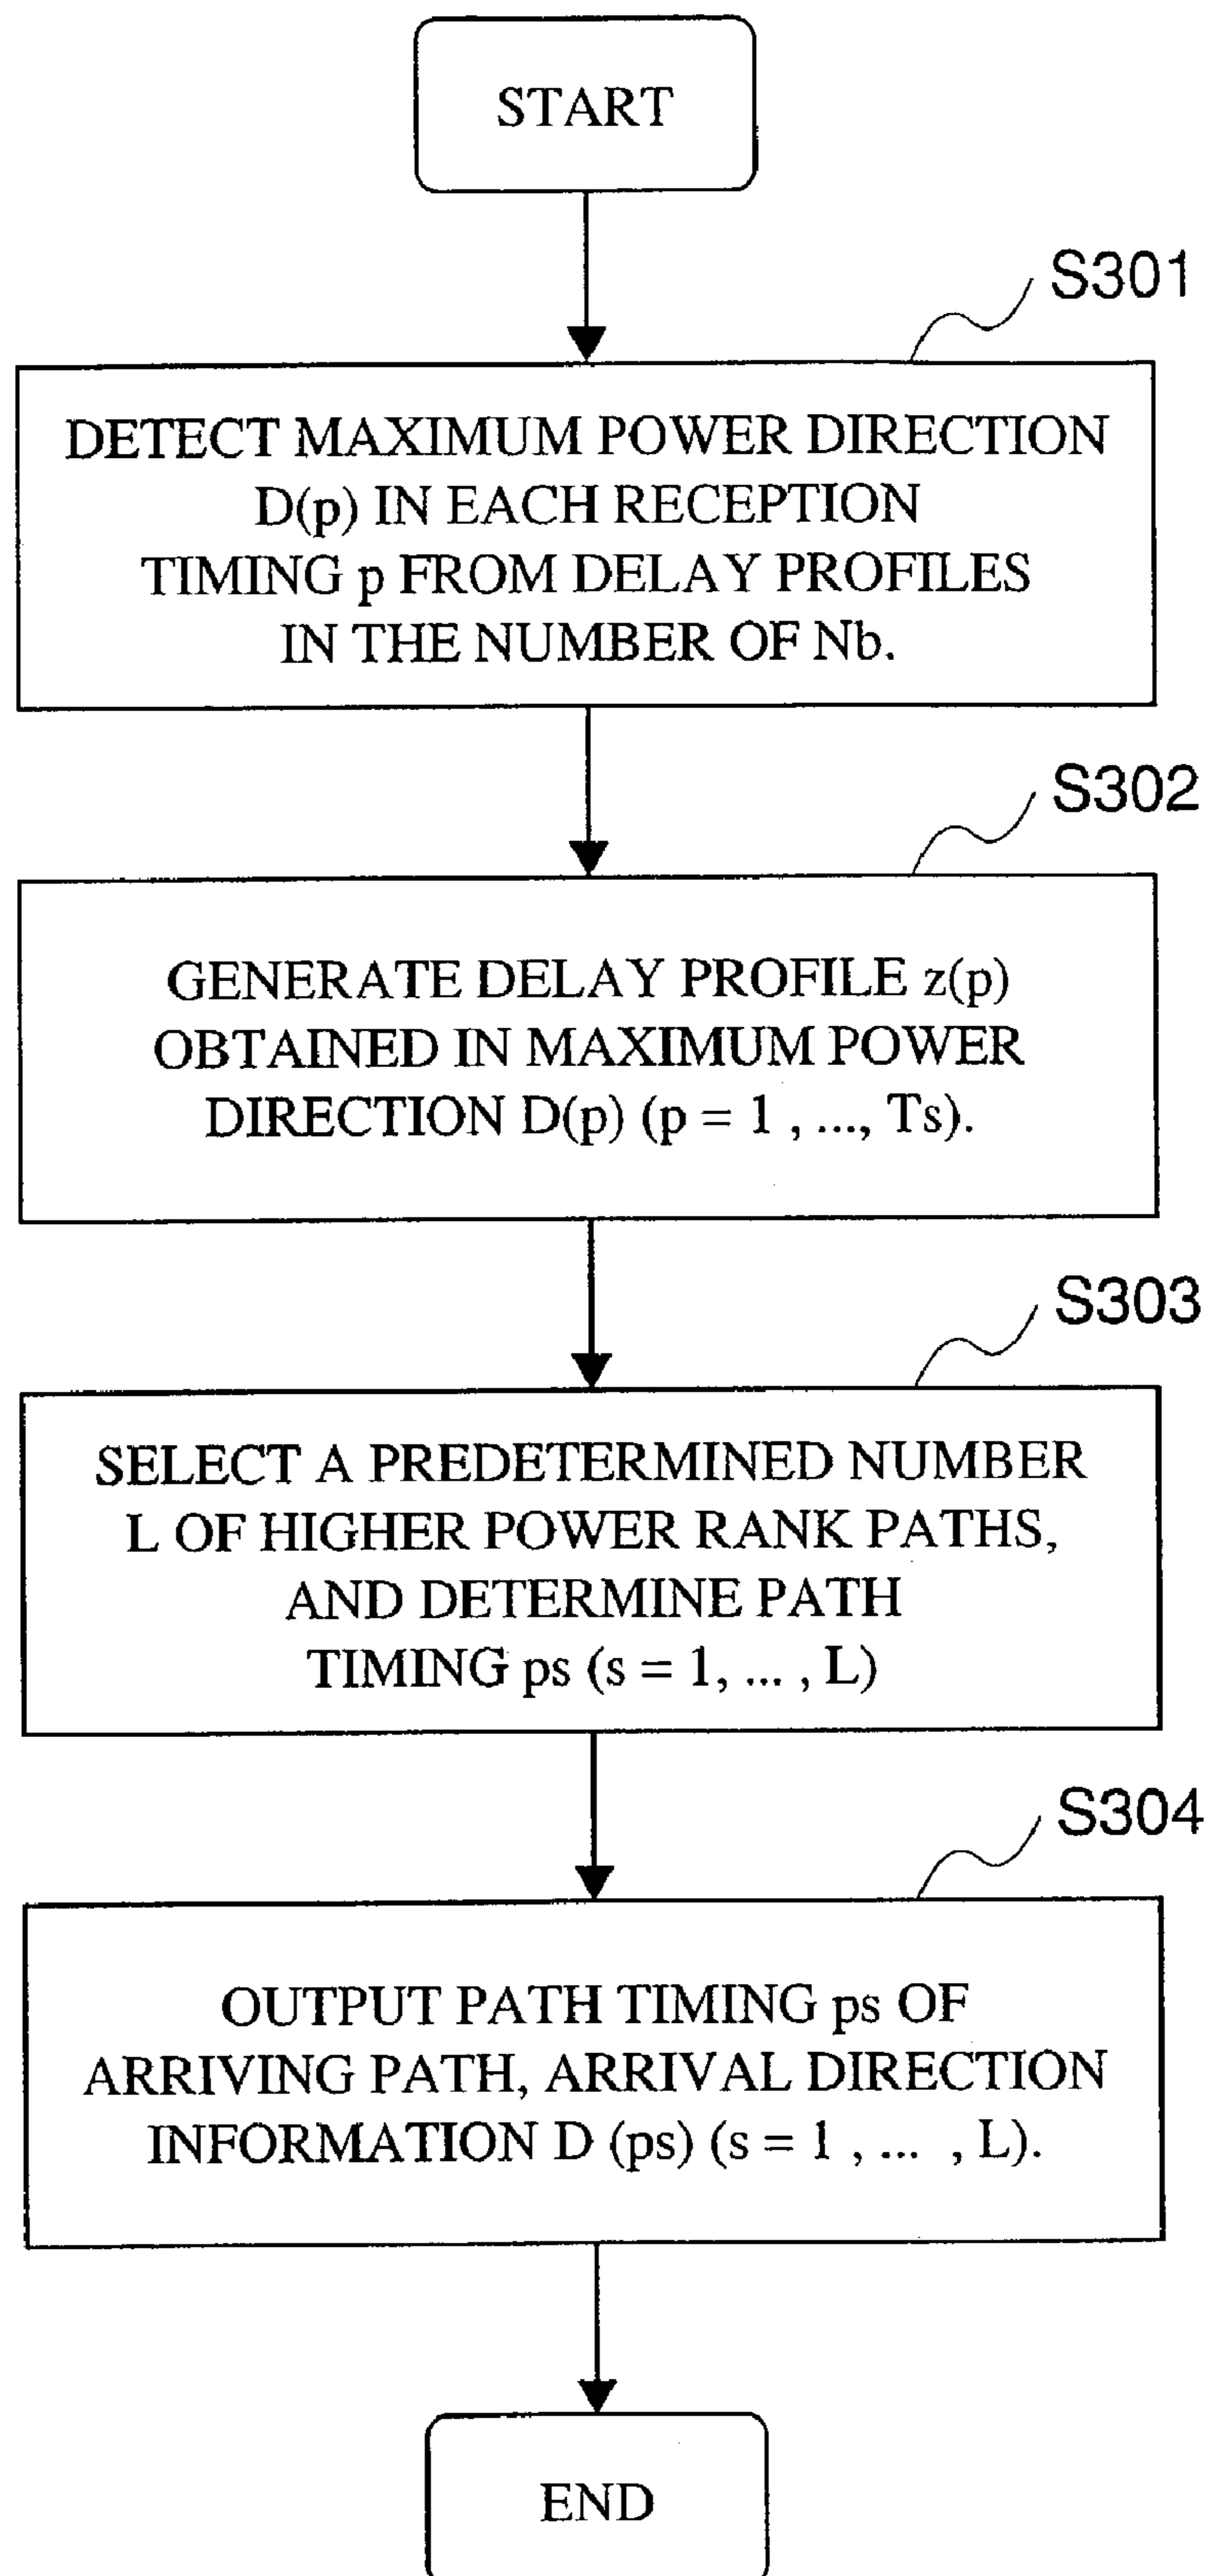 START
S301
DETECT MAXIMUM POWER DIRECTION
D(p) IN EACH RECEPTION
TIMING p FROM DELAY PROFILES
IN THE NUMBER OF Nb.
S302
GENERATE DELAY PROFILE z(p)
OBTAINED IN MAXIMUM POWER
DIRECTION D(p) (p = 1 , ..., Ts).
S303
SELECT A PREDETERMINED NUMBER
L OF HIGHER POWER RANK PATHS,
AND DETERMINE PATH
TIMING ps (s = 1, ... , L)
S304
OUTPUT PATH TIMING ps OF
ARRIVING PATH, ARRIVAL DIRECTION
INFORMATION D (ps) (s = 1 , ... , L).
END